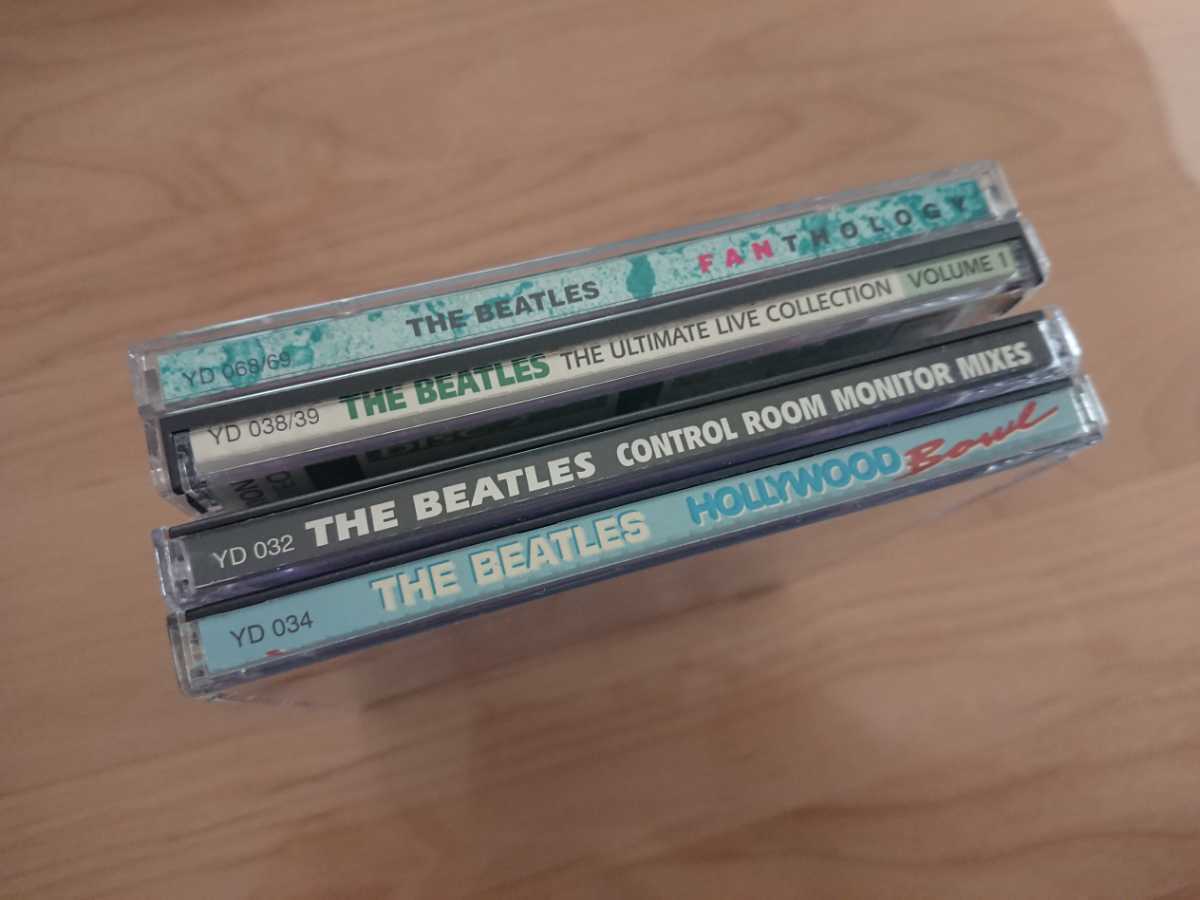 YD 068/69 THE BEATLES FANTHOLOGY
YD 038/39 THE BEATLES THE ULTIMATE LIVE COLLECTION VOLUME 1
YD 032 THE BEATLES CONTROL ROOM MONITOR MIXES
YD 034 THE BEATLES HOLLYWOOD Bowl